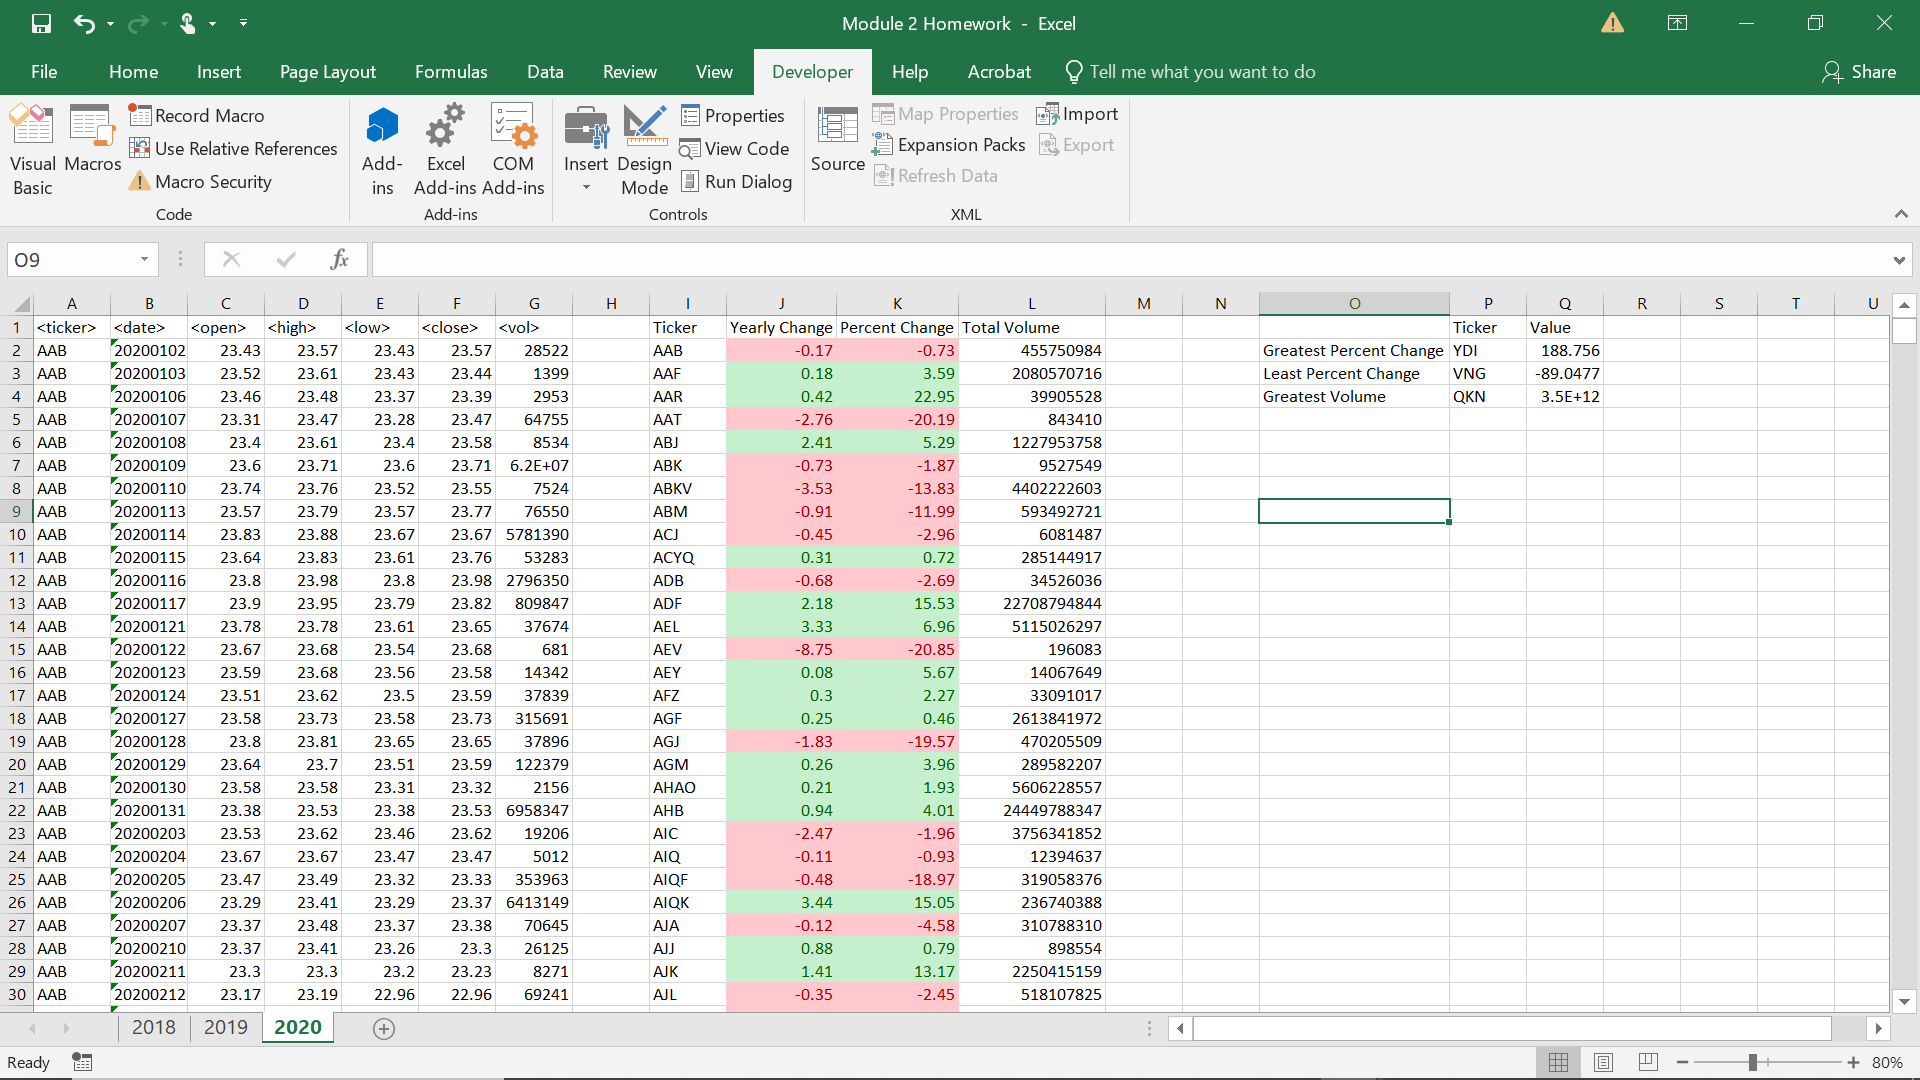 Module 2 Homework - Excel
File Home Insert Page Layout Formulas Data Review View Developer Help Acrobat Tell me what you want to do Share
Visual Basic Macros Record Macro Use Relative References Macro Security
Add-ins Excel Add-ins COM Add-ins
Insert Design Mode Properties View Code Run Dialog
Source Map Properties Expansion Packs Refresh Data Import Export
Code Add-ins Controls XML
O9 fx
A B C D E F G H I J K L M N O P Q R S T U
1 <ticker> <date> <open> <high> <low> <close> <vol> Ticker Yearly Change Percent Change Total Volume Ticker Value
2 AAB 20200102 23.43 23.57 23.43 23.57 28522 AAB -0.17 -0.73 455750984 Greatest Percent Change YDI 188.756
3 AAB 20200103 23.52 23.61 23.43 23.44 1399 AAF 0.18 3.59 2080570716 Least Percent Change VNG -89.0477
4 AAB 20200106 23.46 23.48 23.37 23.39 2953 AAR 0.42 22.95 39905528 Greatest Volume QKN 3.5E+12
5 AAB 20200107 23.31 23.47 23.28 23.47 64755 AAT -2.76 -20.19 843410
6 AAB 20200108 23.4 23.61 23.4 23.58 8534 ABJ 2.41 5.29 1227953758
7 AAB 20200109 23.6 23.71 23.6 23.71 6.2E+07 ABK -0.73 -1.87 9527549
8 AAB 20200110 23.74 23.76 23.52 23.55 7524 ABKV -3.53 -13.83 4402222603
9 AAB 20200113 23.57 23.79 23.57 23.77 76550 ABM -0.91 -11.99 593492721
10 AAB 20200114 23.83 23.88 23.67 23.67 5781390 ACJ -0.45 -2.96 6081487
11 AAB 20200115 23.64 23.83 23.61 23.76 53283 ACYQ 0.31 0.72 285144917
12 AAB 20200116 23.8 23.98 23.8 23.98 2796350 ADB -0.68 -2.69 34526036
13 AAB 20200117 23.9 23.95 23.79 23.82 809847 ADF 2.18 15.53 22708794844
14 AAB 20200121 23.78 23.78 23.61 23.65 37674 AEL 3.33 6.96 5115026297
15 AAB 20200122 23.67 23.68 23.54 23.68 681 AEV -8.75 -20.85 196083
16 AAB 20200123 23.59 23.68 23.56 23.58 14342 AEY 0.08 5.67 14067649
17 AAB 20200124 23.51 23.62 23.5 23.59 37839 AFZ 0.3 2.27 33091017
18 AAB 20200127 23.58 23.73 23.58 23.73 315691 AGF 0.25 0.46 2613841972
19 AAB 20200128 23.8 23.81 23.65 23.65 37896 AGJ -1.83 -19.57 470205509
20 AAB 20200129 23.64 23.7 23.51 23.59 122379 AGM 0.26 3.96 289582207
21 AAB 20200130 23.58 23.58 23.31 23.32 2156 AHAO 0.21 1.93 5606228557
22 AAB 20200131 23.38 23.53 23.38 23.53 6958347 AHB 0.94 4.01 24449788347
23 AAB 20200203 23.53 23.62 23.46 23.62 19206 AIC -2.47 -1.96 3756341852
24 AAB 20200204 23.67 23.67 23.47 23.47 5012 AIQ -0.11 -0.93 12394637
25 AAB 20200205 23.47 23.49 23.32 23.33 353963 AIQF -0.48 -18.97 319058376
26 AAB 20200206 23.29 23.41 23.29 23.37 6413149 AIQK 3.44 15.05 236740388
27 AAB 20200207 23.37 23.48 23.37 23.38 70645 AJA -0.12 -4.58 310788310
28 AAB 20200210 23.37 23.41 23.26 23.3 26125 AJJ 0.88 0.79 898554
29 AAB 20200211 23.3 23.3 23.2 23.23 8271 AJK 1.41 13.17 2250415159
30 AAB 20200212 23.17 23.19 22.96 22.96 69241 AJL -0.35 -2.45 518107825
2018 2019 2020
Ready 80%